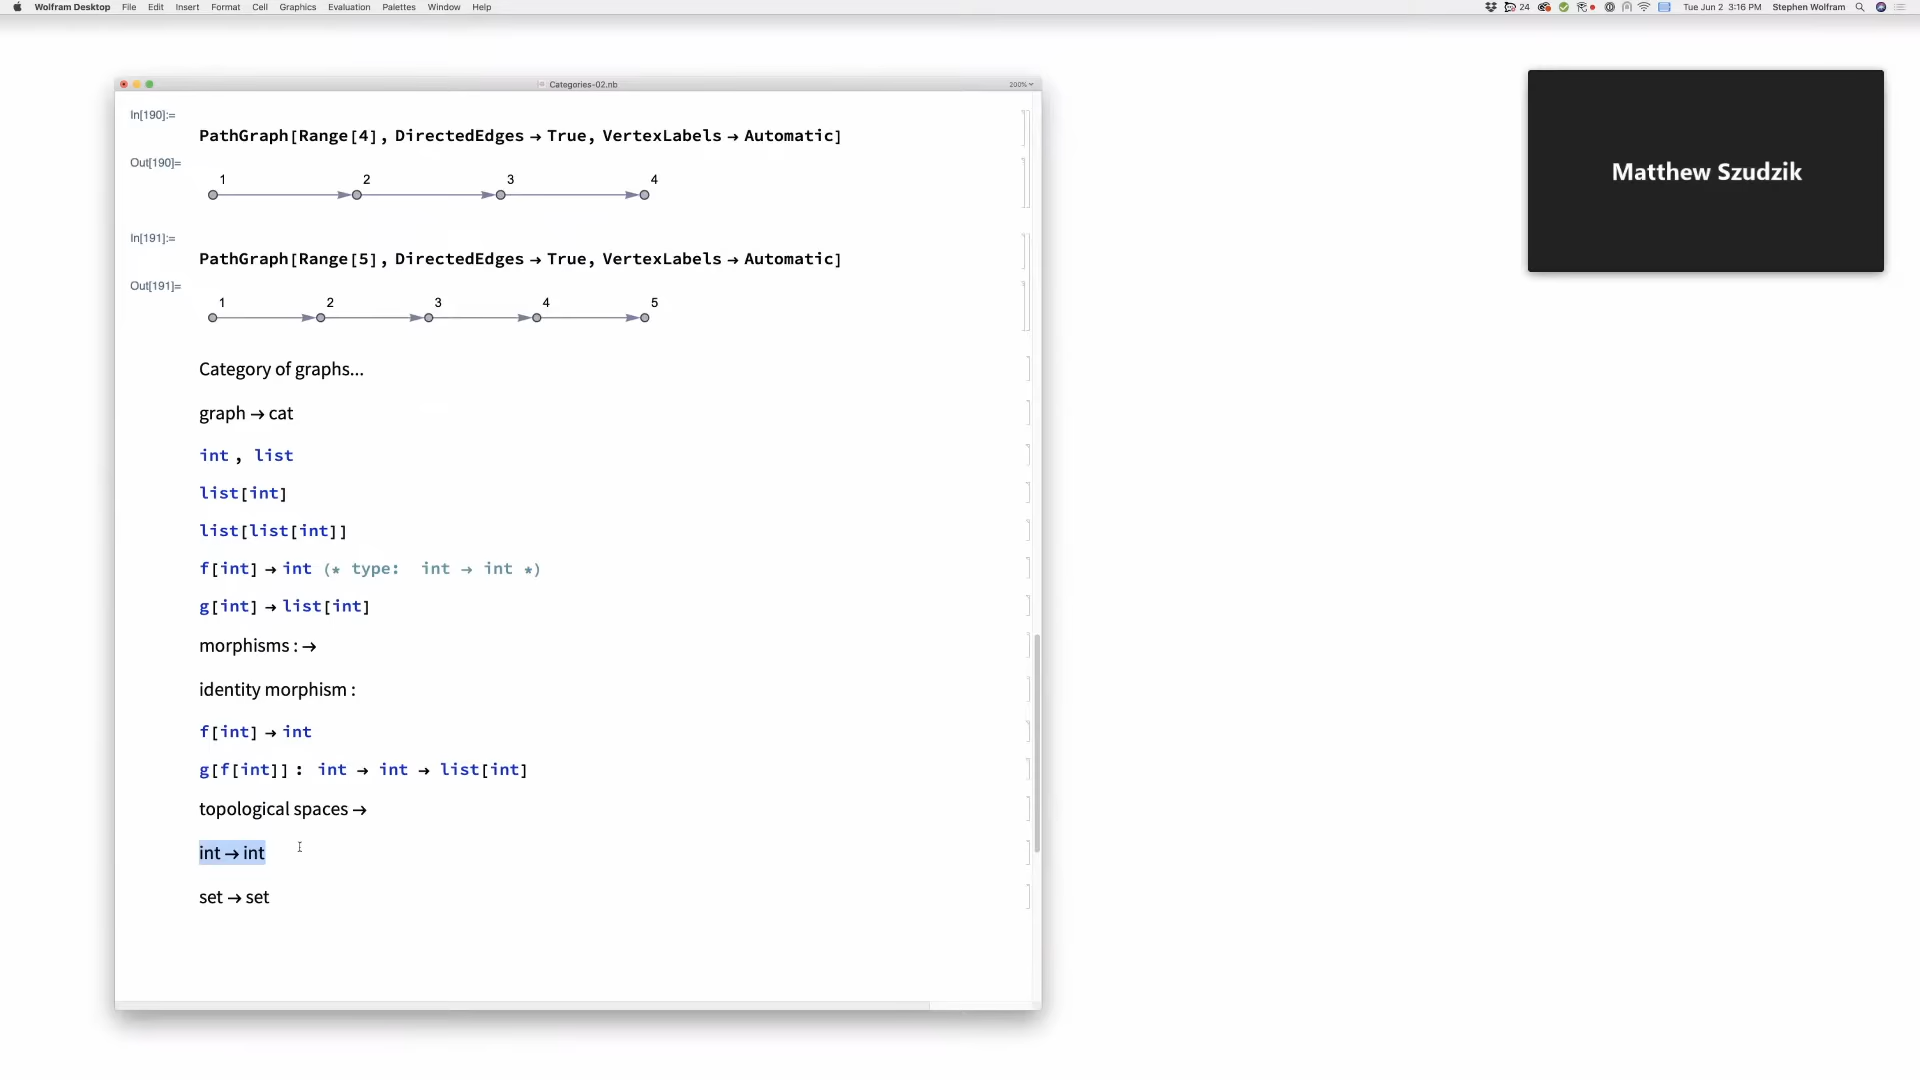 Wolfram Desktop File Edit Insert Format Cell Graphics Evaluation Palettes Window Help 24 Tue Jun 2 3:16 PM Stephen Wolfram
Categories-02.nb 200%
In[190]:=
PathGraph[Range[4], DirectedEdges → True, VertexLabels → Automatic]
Out[190]=
1 2 3 4
In[191]:=
PathGraph[Range[5], DirectedEdges → True, VertexLabels → Automatic]
Out[191]=
1 2 3 4 5
Category of graphs...
graph → cat
int , list
list[int]
list[list[int]]
f[int] → int (* type: int → int *)
g[int] → list[int]
morphisms : →
identity morphism :
f[int] → int
g[f[int]] : int → int → list[int]
topological spaces →
int → int
set → set
Matthew Szudzik